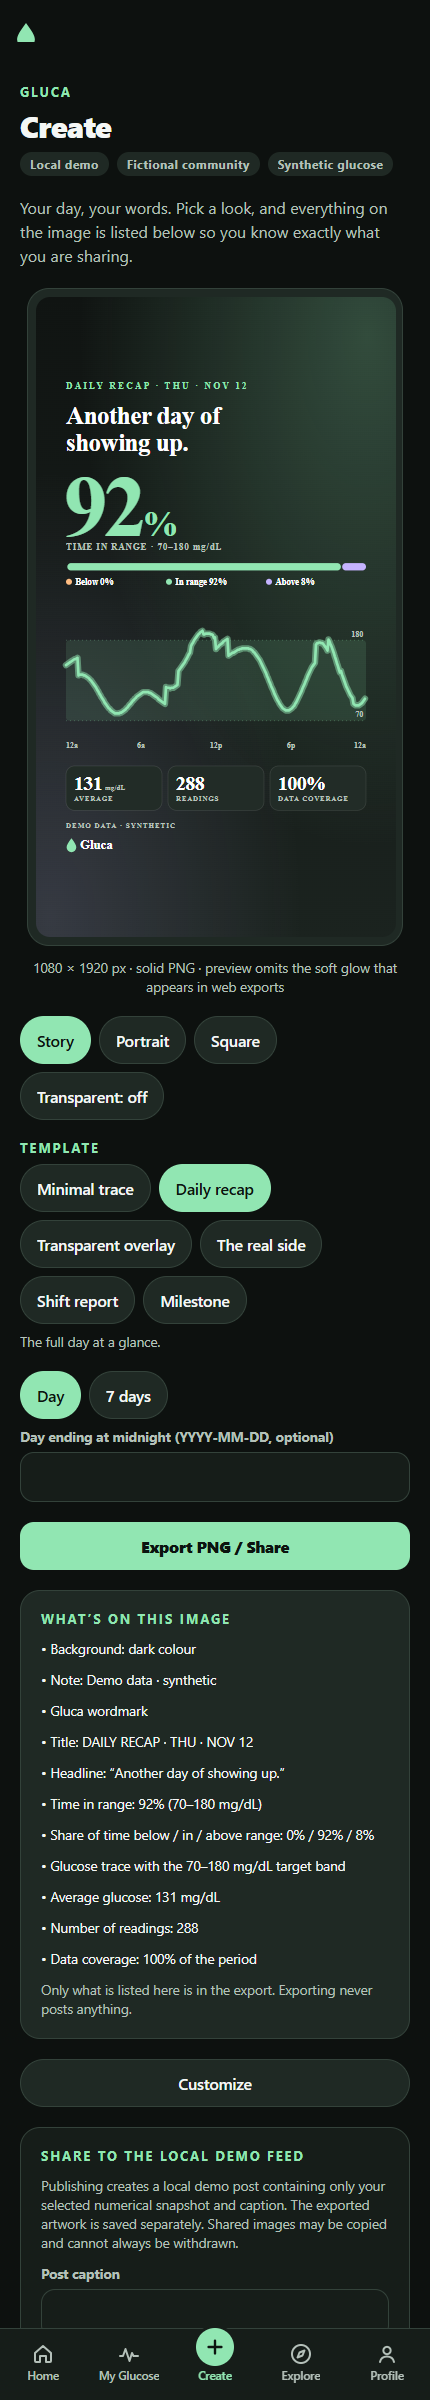 GLUCA
Create
Local demo
Fictional community
Synthetic glucose
Your day, your words. Pick a look, and everything on
the image is listed below so you know exactly what
you are sharing.
DAILY RECAP · THU · NOV 12
Another day of
showing up.
92%
TIME IN RANGE · 70–180 mg/dL
Below 0%
In range 92%
Above 8%
180
70
12a
6a
12p
6p
12a
131 mg/dL
AVERAGE
288
READINGS
100%
DATA COVERAGE
DEMO DATA · SYNTHETIC
Gluca
1080 × 1920 px · solid PNG · preview omits the soft glow that
appears in web exports
Story
Portrait
Square
Transparent: off
TEMPLATE
Minimal trace
Daily recap
Transparent overlay
The real side
Shift report
Milestone
The full day at a glance.
Day
7 days
Day ending at midnight (YYYY-MM-DD, optional)
Export PNG / Share
WHAT’S ON THIS IMAGE
• Background: dark colour
• Note: Demo data · synthetic
• Gluca wordmark
• Title: DAILY RECAP · THU · NOV 12
• Headline: “Another day of showing up.”
• Time in range: 92% (70–180 mg/dL)
• Share of time below / in / above range: 0% / 92% / 8%
• Glucose trace with the 70–180 mg/dL target band
• Average glucose: 131 mg/dL
• Number of readings: 288
• Data coverage: 100% of the period
Only what is listed here is in the export. Exporting never
posts anything.
Customize
SHARE TO THE LOCAL DEMO FEED
Publishing creates a local demo post containing only your
selected numerical snapshot and caption. The exported
artwork is saved separately. Shared images may be copied
and cannot always be withdrawn.
Post caption
Home
My Glucose
Create
Explore
Profile